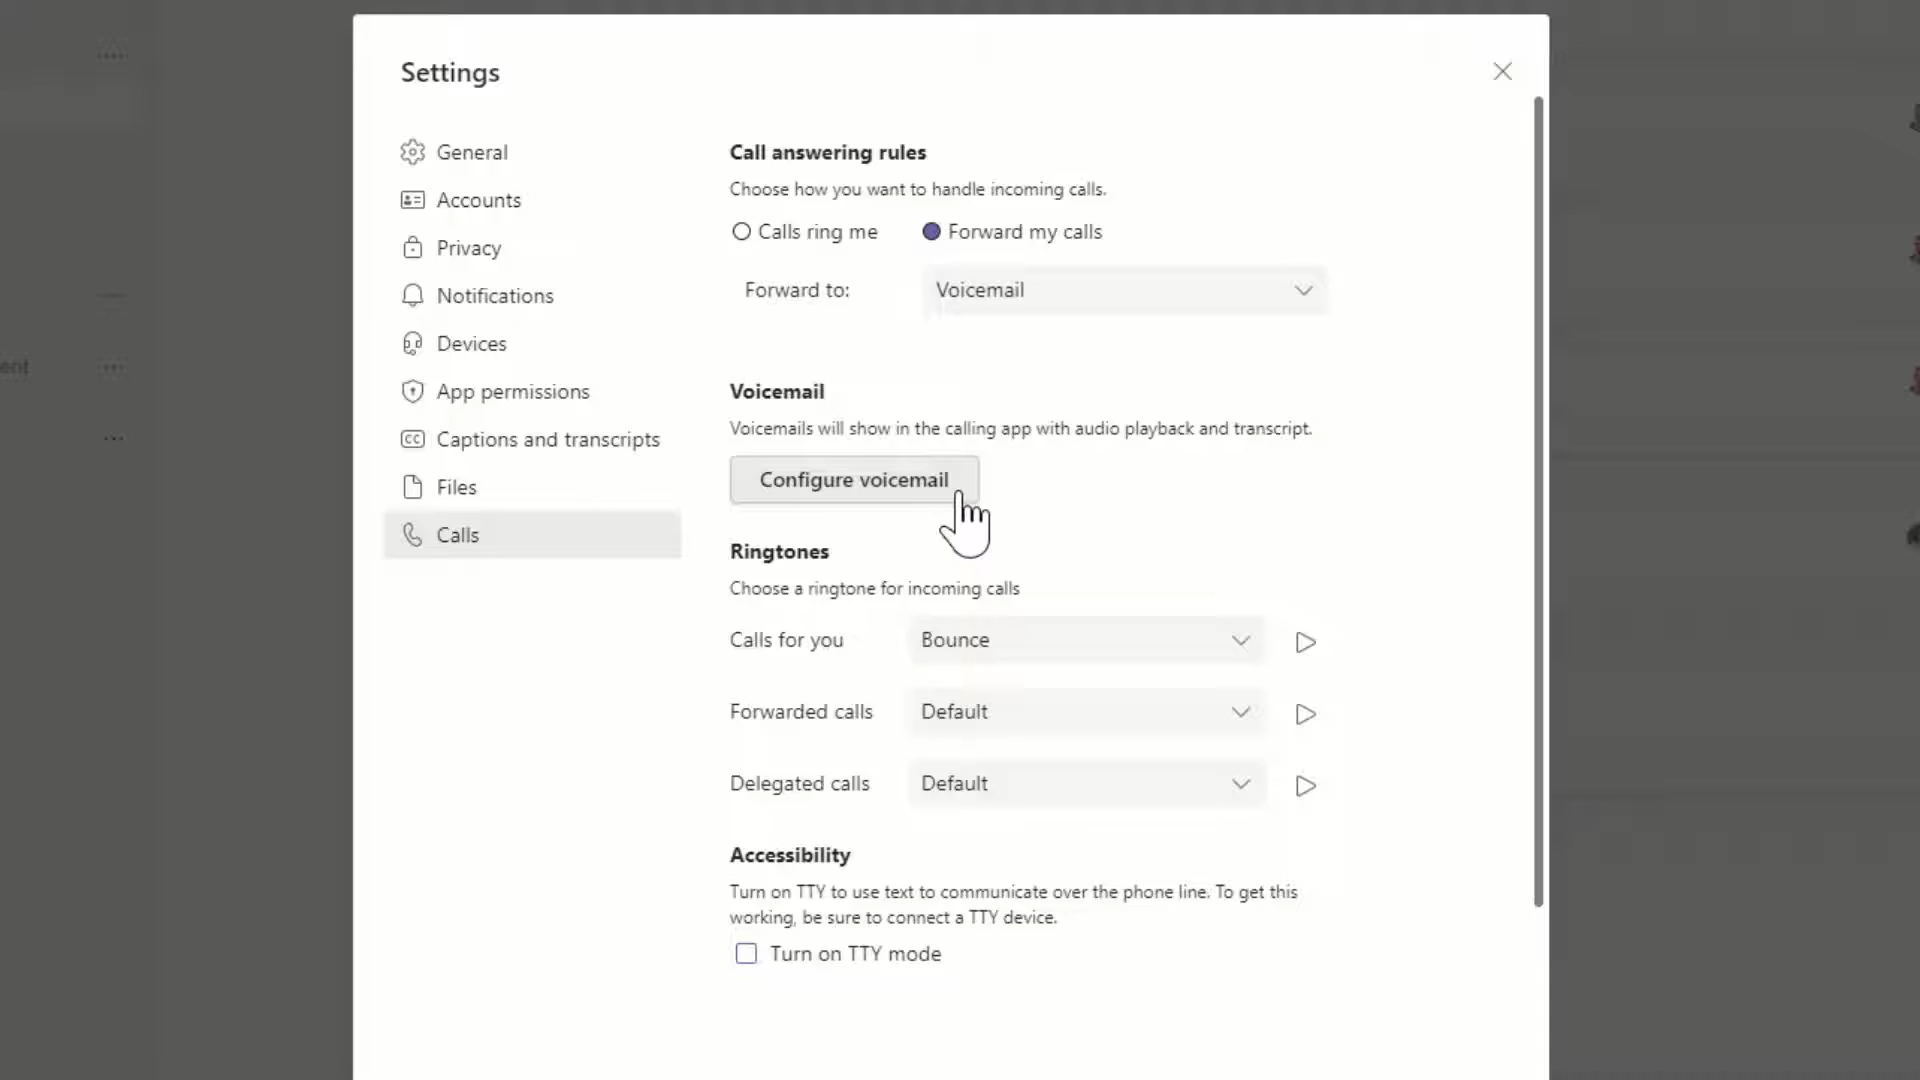 Settings
General
Accounts
Privacy
Notifications
Devices
App permissions
Captions and transcripts
Files
Calls
Call answering rules
Choose how you want to handle incoming calls.
Calls ring me Forward my calls
Forward to: Voicemail
Voicemail
Voicemails will show in the calling app with audio playback and transcript.
Configure voicemail
Ringtones
Choose a ringtone for incoming calls
Calls for you Bounce
Forwarded calls Default
Delegated calls Default
Accessibility
Turn on TTY to use text to communicate over the phone line. To get this
working, be sure to connect a TTY device.
Turn on TTY mode